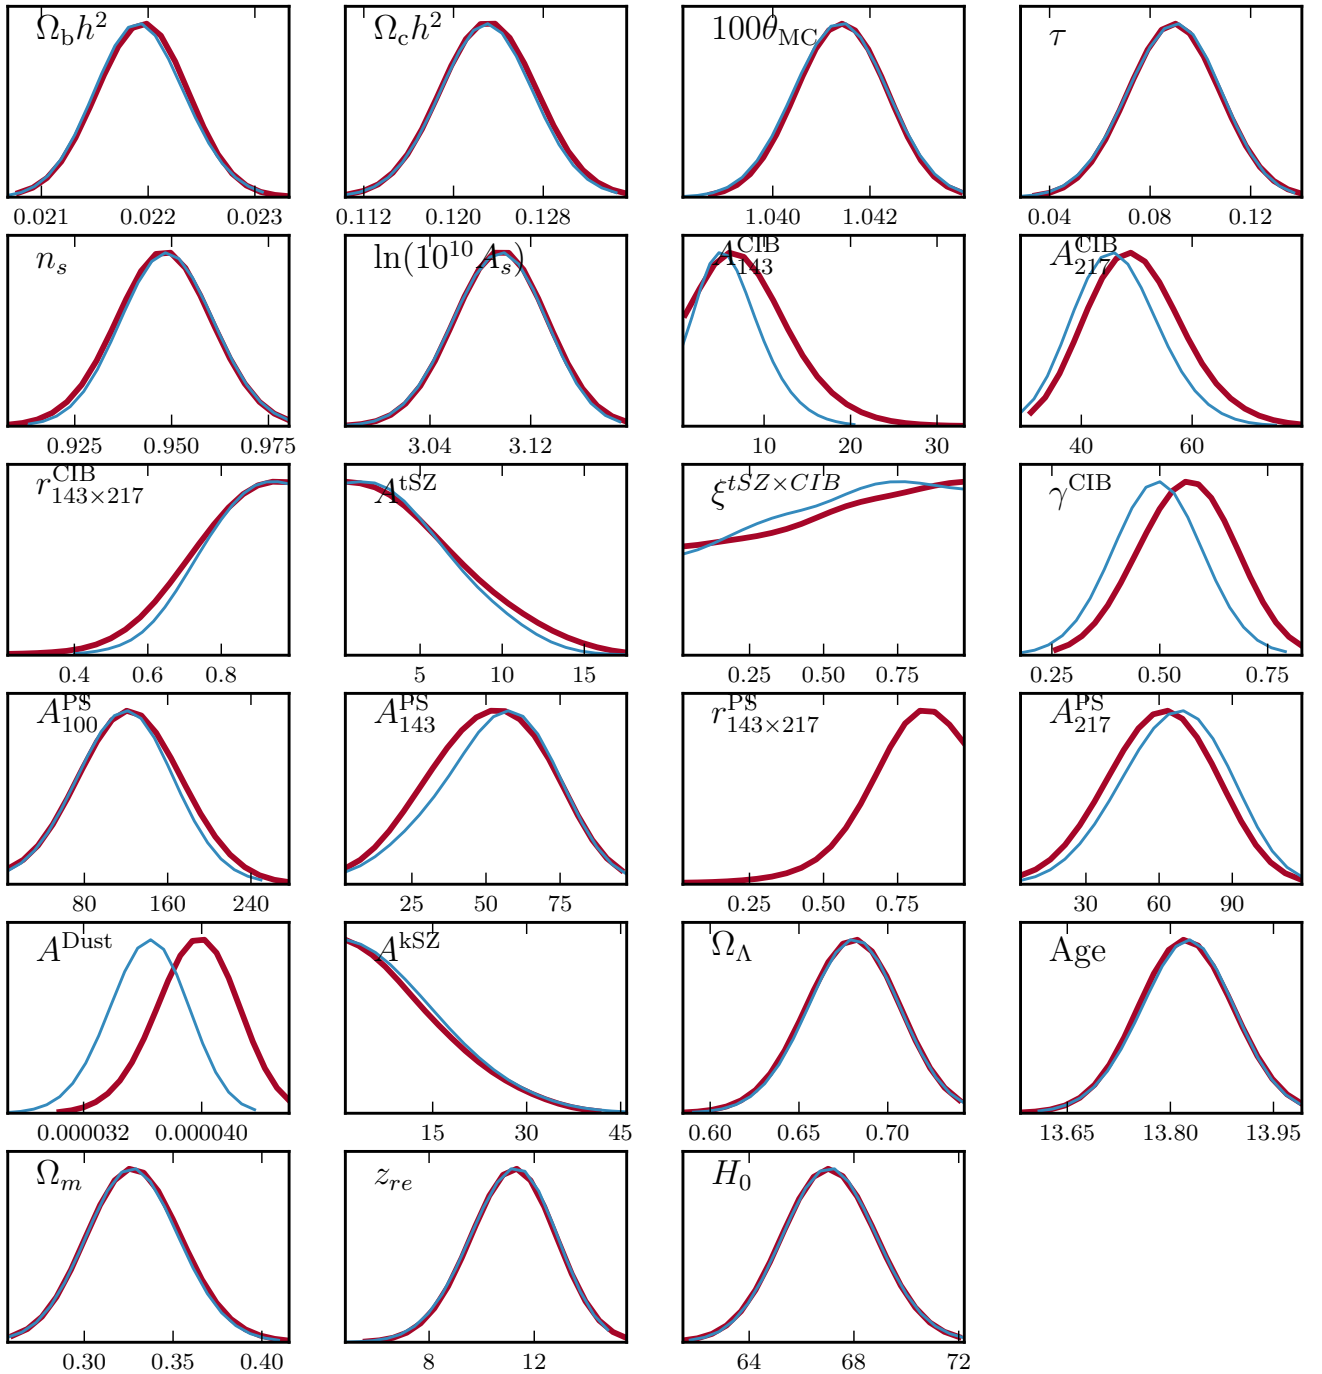 Ω_b h² Ω_c h² 100θ_MC τ
0.021 0.022 0.023 0.112 0.120 0.128 1.040 1.042 0.04 0.08 0.12
n_s ln(10¹⁰ A_s) A^CIB_143 A^CIB_217
0.925 0.950 0.975 3.04 3.12 10 20 30 40 60
r^CIB_143×217 A^tSZ ξ^tSZ×CIB γ^CIB
0.4 0.6 0.8 5 10 15 0.25 0.50 0.75 0.25 0.50 0.75
A^PS_100 A^PS_143 r^PS_143×217 A^PS_217
80 160 240 25 50 75 0.25 0.50 0.75 30 60 90
A^Dust A^kSZ Ω_Λ Age
0.000032 0.000040 15 30 45 0.60 0.65 0.70 13.65 13.80 13.95
Ω_m z_re H_0
0.30 0.35 0.40 8 12 64 68 72